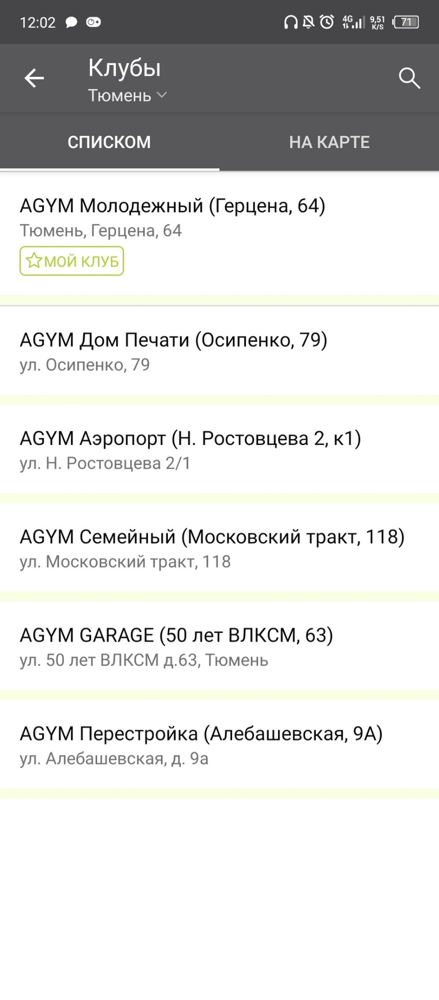 12:02
4G
9,51
K/S
71
Клубы
Тюмень
СПИСКОМ
НА КАРТЕ
AGYM Молодежный (Герцена, 64)
Тюмень, Герцена, 64
МОЙ КЛУБ
AGYM Дом Печати (Осипенко, 79)
ул. Осипенко, 79
AGYM Аэропорт (Н. Ростовцева 2, к1)
ул. Н. Ростовцева 2/1
AGYM Семейный (Московский тракт, 118)
ул. Московский тракт, 118
AGYM GARAGE (50 лет ВЛКСМ, 63)
ул. 50 лет ВЛКСМ д.63, Тюмень
AGYM Перестройка (Алебашевская, 9А)
ул. Алебашевская, д. 9а